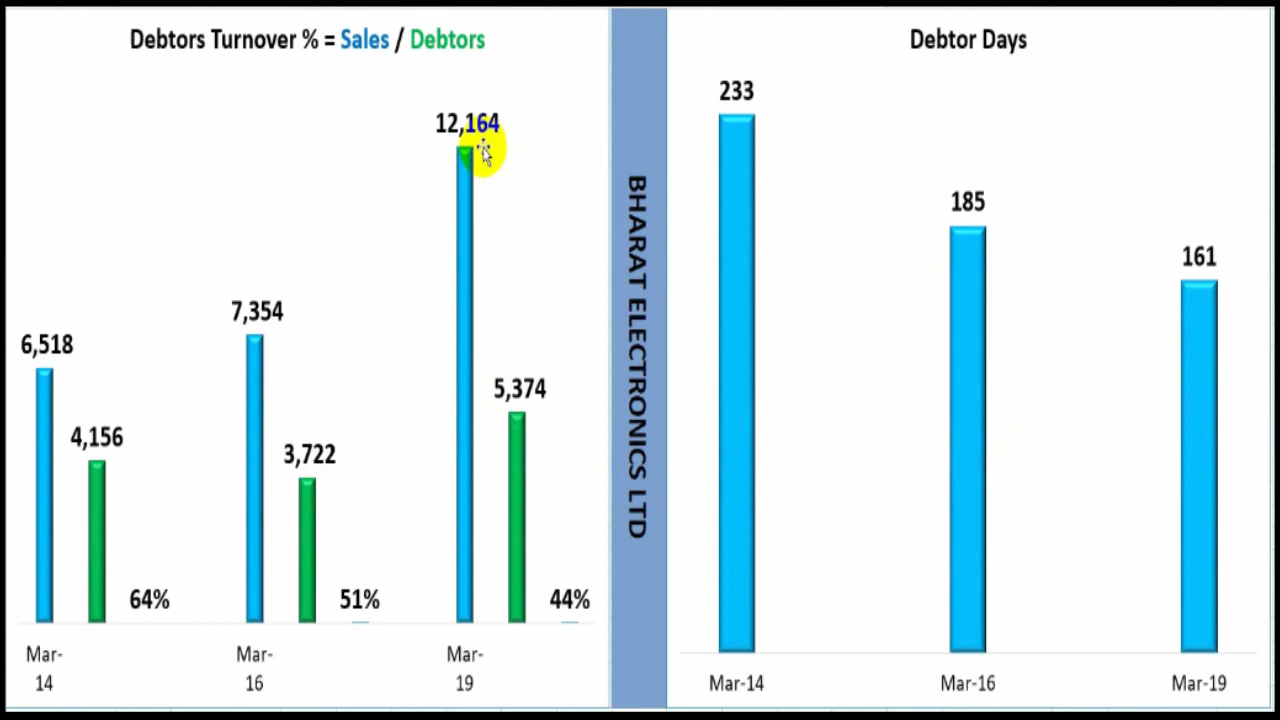 Debtors Turnover % = Sales / Debtors
12,164
7,354
6,518
5,374
4,156
3,722
64%
51%
44%
Mar-
14
Mar-
16
Mar-
19
BHARAT ELECTRONICS LTD
Debtor Days
233
185
161
Mar-14
Mar-16
Mar-19